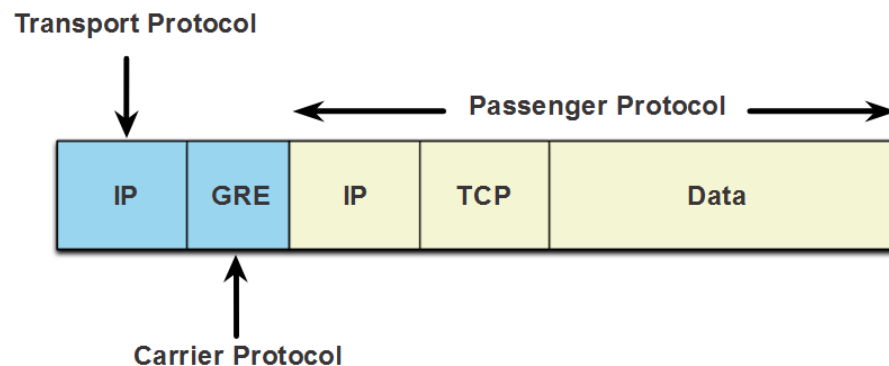 Transport Protocol
Passenger Protocol
IP GRE IP TCP Data
Carrier Protocol